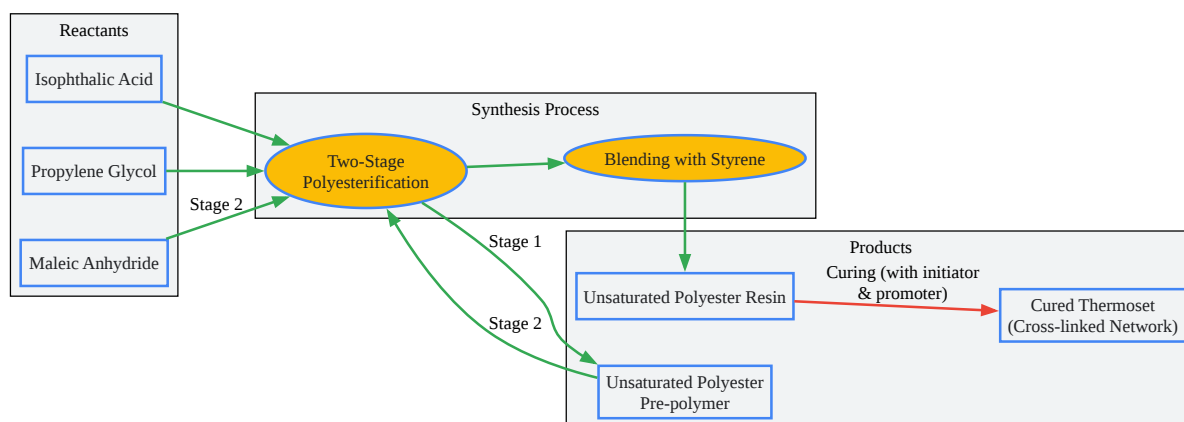 Reactants
Isophthalic Acid
Propylene Glycol
Stage 2
Maleic Anhydride
Synthesis Process
Two-Stage
Polyesterification
Blending with Styrene
Stage 1
Stage 2
Products
Curing (with initiator
& promoter)
Unsaturated Polyester Resin
Cured Thermoset
(Cross-linked Network)
Unsaturated Polyester
Pre-polymer